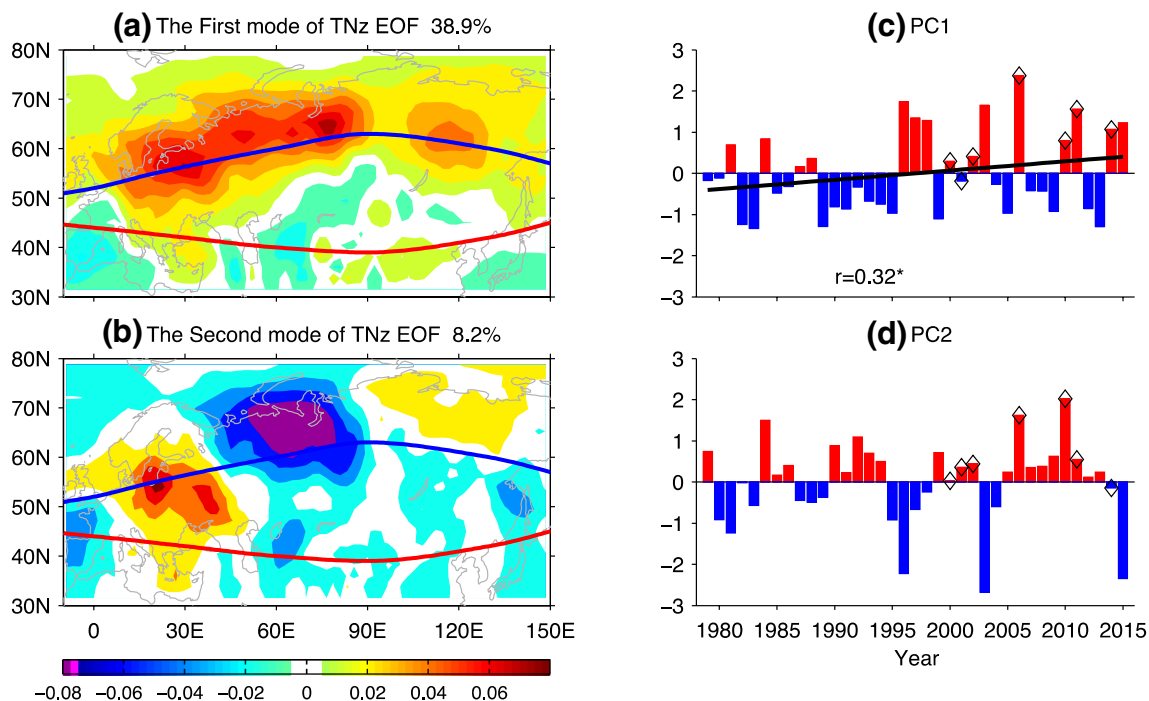 (a) The First mode of TNz EOF 38.9%
80N
70N
60N
50N
40N
30N
(b) The Second mode of TNz EOF 8.2%
80N
70N
60N
50N
40N
30N
0 30E 60E 90E 120E 150E
−0.08 −0.06 −0.04 −0.02 0 0.02 0.04 0.06
(c) PC1
3
2
1
0
−1
−2
−3
r=0.32*
(d) PC2
3
2
1
0
−1
−2
−3
1980 1985 1990 1995 2000 2005 2010 2015
Year